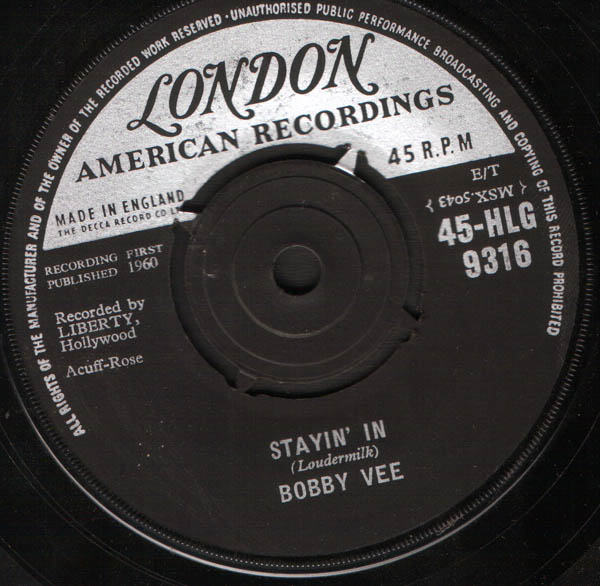 ALL RIGHTS OF THE MANUFACTURER AND OF THE OWNER OF THE RECORDED WORK RESERVED · UNAUTHORISED PUBLIC PERFORMANCE BROADCASTING AND COPYING OF THIS RECORD PROHIBITED
LONDON
AMERICAN RECORDINGS
45 R.P.M
MADE IN ENGLAND
THE DECCA RECORD CO
E/T
MSX.5043
45-HLG
9316
RECORDING FIRST
PUBLISHED 1960
Recorded by
LIBERTY,
Hollywood
Acuff-Rose
STAYIN' IN
(Loudermilk)
BOBBY VEE